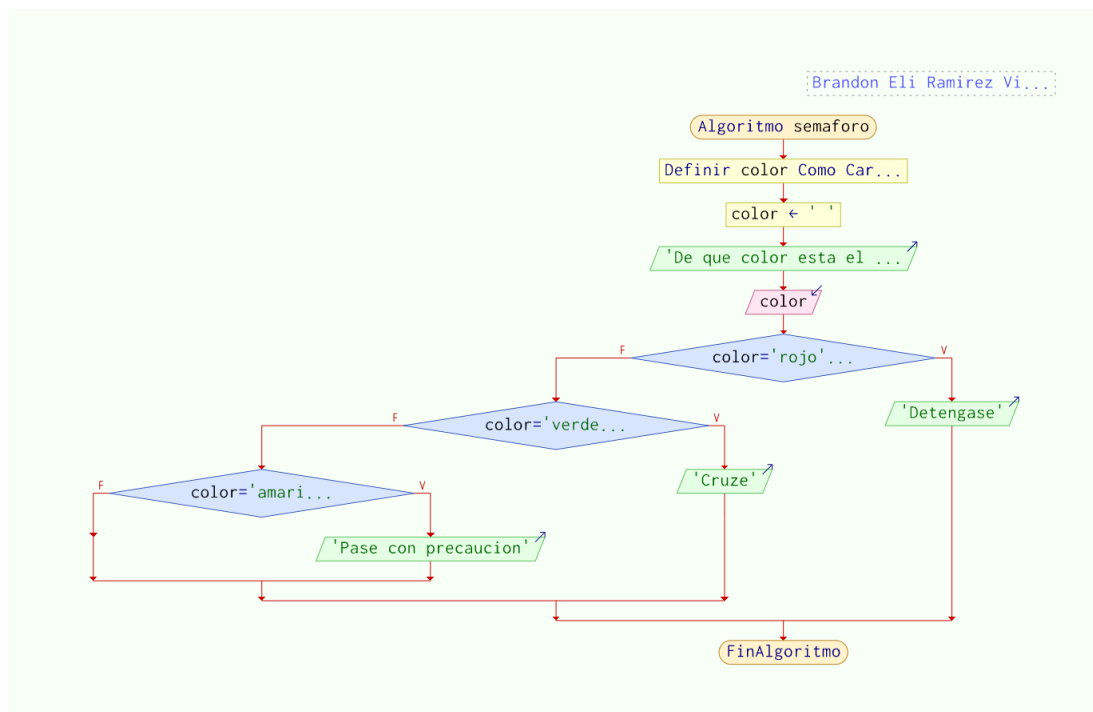 Brandon Eli Ramirez Vi...
Algoritmo semaforo
Definir color Como Car...
color ← ' '
'De que color esta el ...
color
F
color='rojo'...
V
'Detengase'
F
color='verde...
V
'Cruze'
F
color='amari...
V
'Pase con precaucion'
FinAlgoritmo